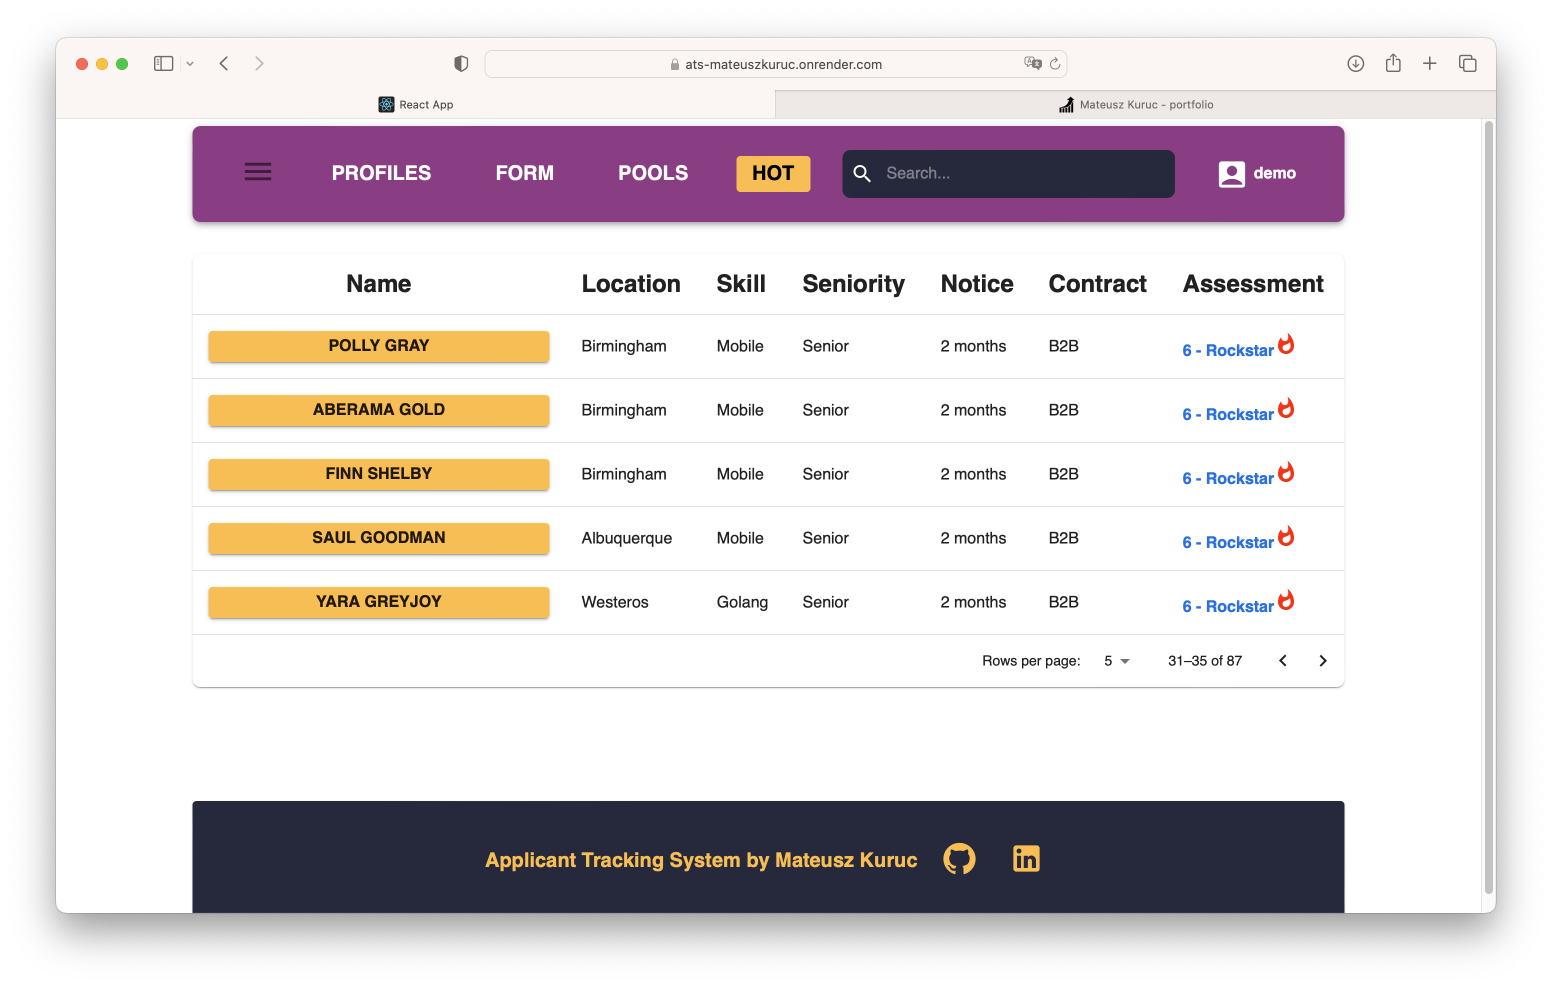 ats-mateuszkuruc.onrender.com
React App
Mateusz Kuruc - portfolio
PROFILES FORM POOLS HOT Search... demo
Name Location Skill Seniority Notice Contract Assessment
POLLY GRAY Birmingham Mobile Senior 2 months B2B 6 - Rockstar
ABERAMA GOLD Birmingham Mobile Senior 2 months B2B 6 - Rockstar
FINN SHELBY Birmingham Mobile Senior 2 months B2B 6 - Rockstar
SAUL GOODMAN Albuquerque Mobile Senior 2 months B2B 6 - Rockstar
YARA GREYJOY Westeros Golang Senior 2 months B2B 6 - Rockstar
Rows per page: 5 31–35 of 87
Applicant Tracking System by Mateusz Kuruc in